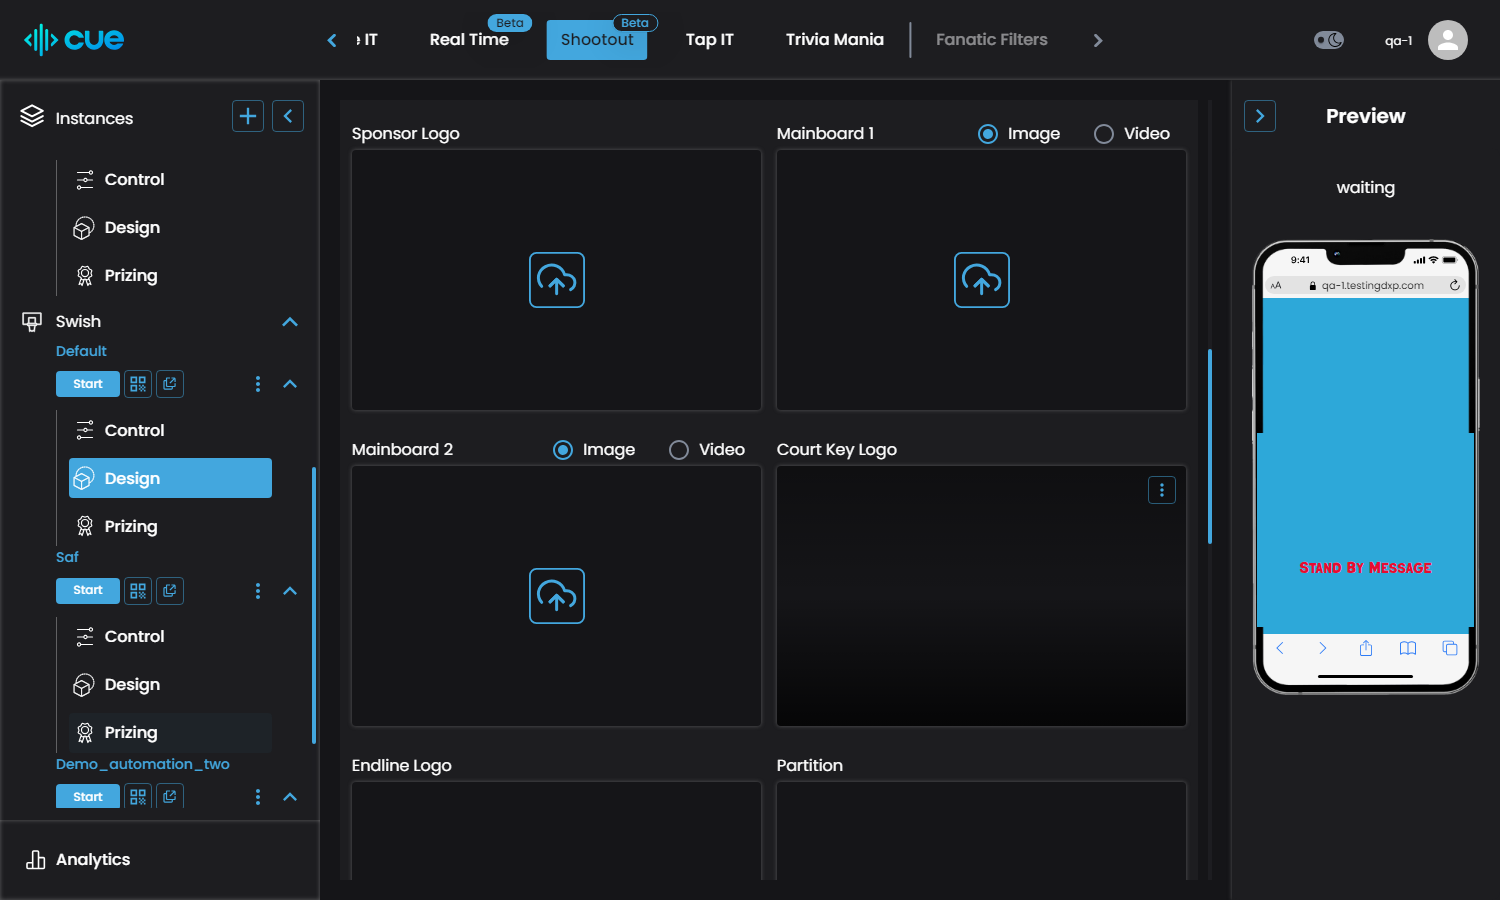 cue
IT
Real Time
Beta
Shootout
Beta
Tap IT
Trivia Mania
Fanatic Filters
qa-1
Instances
Control
Design
Prizing
Swish
Default
Start
Control
Design
Prizing
Saf
Start
Control
Design
Prizing
Demo_automation_two
Start
Analytics
Sponsor Logo
Mainboard 1
Image
Video
Mainboard 2
Image
Video
Court Key Logo
Endline Logo
Partition
Preview
waiting
9:41
AA
qa-1.testingdxp.com
Stand By Message